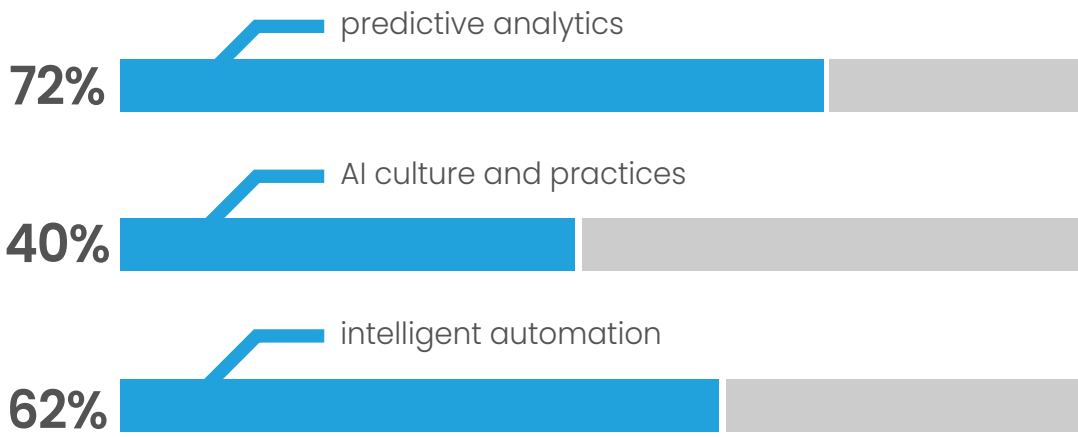 predictive analytics
72%
AI culture and practices
40%
intelligent automation
62%